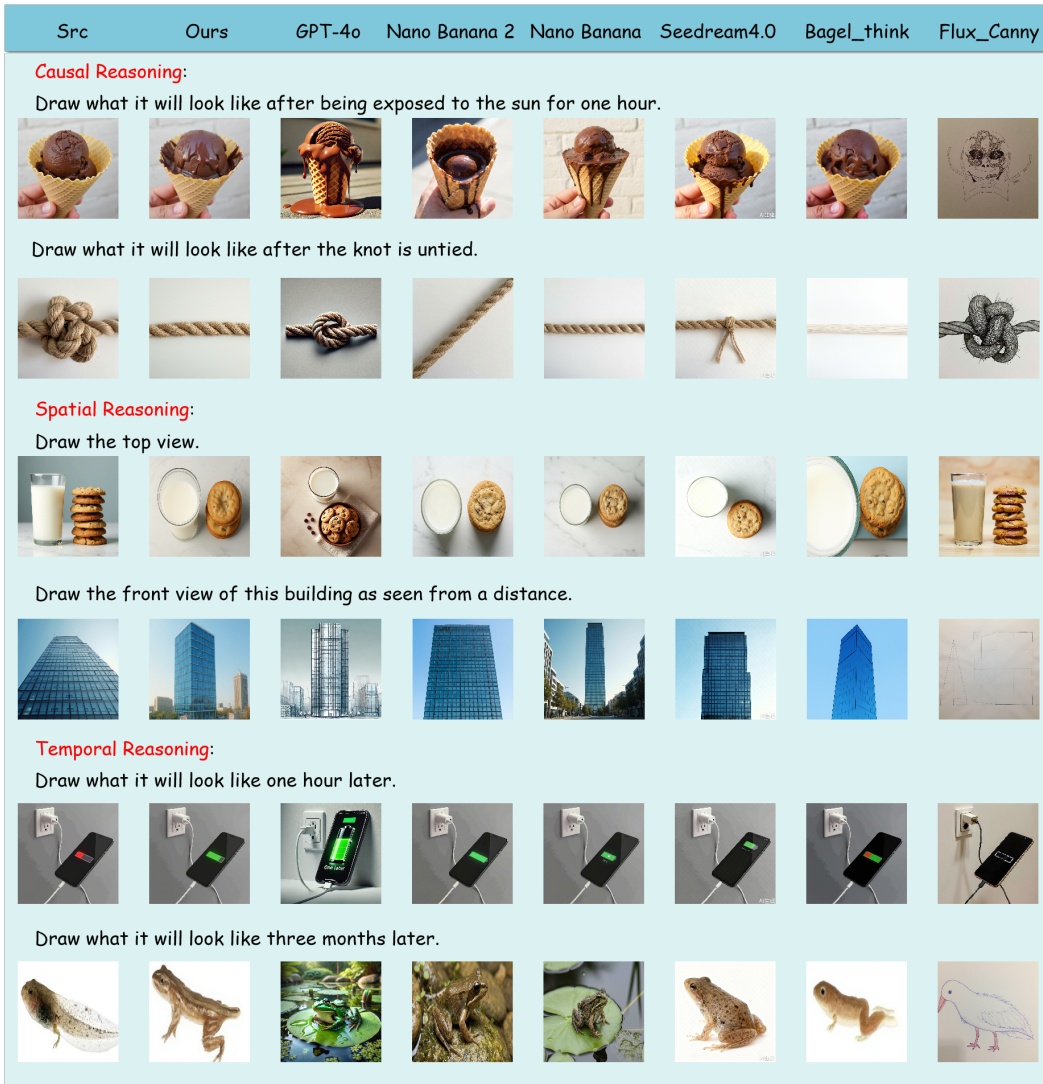 Src Ours GPT-4o Nano Banana 2 Nano Banana Seedream4.0 Bagel_think Flux_Canny
Causal Reasoning:
Draw what it will look like after being exposed to the sun for one hour.
Draw what it will look like after the knot is untied.
Spatial Reasoning:
Draw the top view.
Draw the front view of this building as seen from a distance.
Temporal Reasoning:
Draw what it will look like one hour later.
Draw what it will look like three months later.